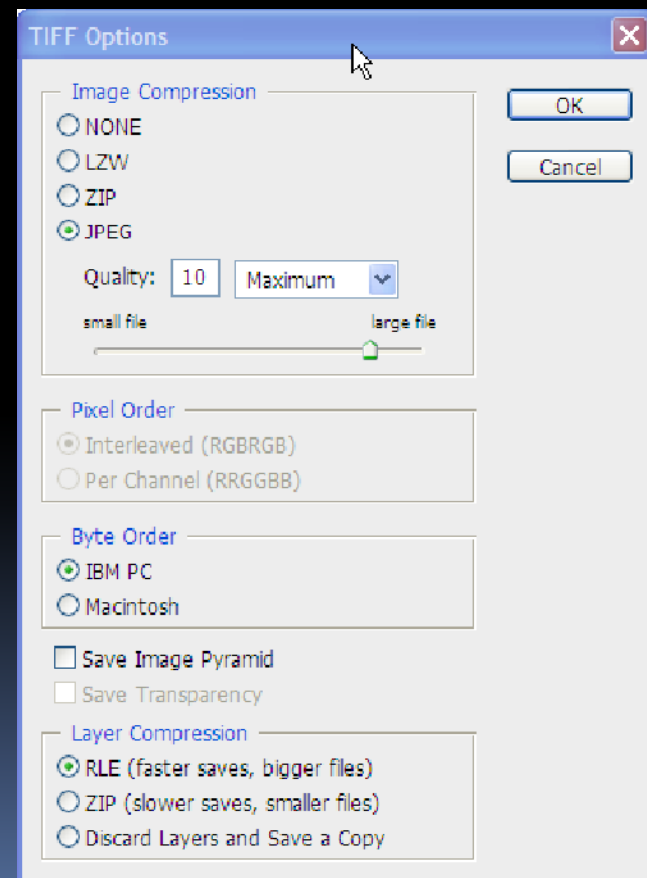 TIFF Options
Image Compression
NONE
LZW
ZIP
JPEG
Quality: 10 Maximum
small file large file
OK
Cancel
Pixel Order
Interleaved (RGBRGB)
Per Channel (RRGGBB)
Byte Order
IBM PC
Macintosh
Save Image Pyramid
Save Transparency
Layer Compression
RLE (faster saves, bigger files)
ZIP (slower saves, smaller files)
Discard Layers and Save a Copy